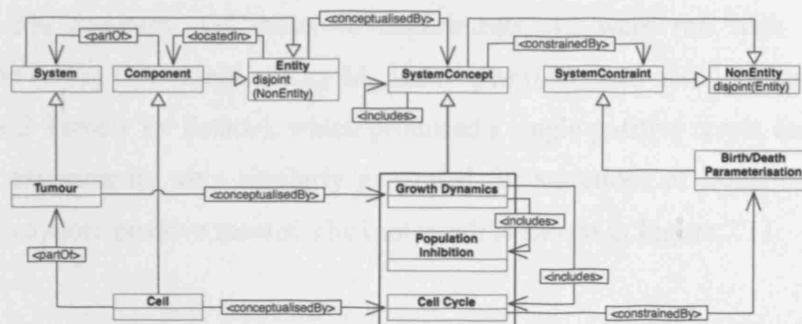 <conceptualisedBy>
<partOf>
<locatedIn>
<constrainedBy>
System
Component
Entity
disjoint
(NonEntity)
SystemConcept
SystemContraint
NonEntity
disjoint(Entity)
<includes>
Birth/Death
Parameterisation
Tumour
<conceptualisedBy>
Growth Dynamics
<includes>
Population
Inhibition
<partOf>
<includes>
Cell
<conceptualisedBy>
Cell Cycle
<constrainedBy>